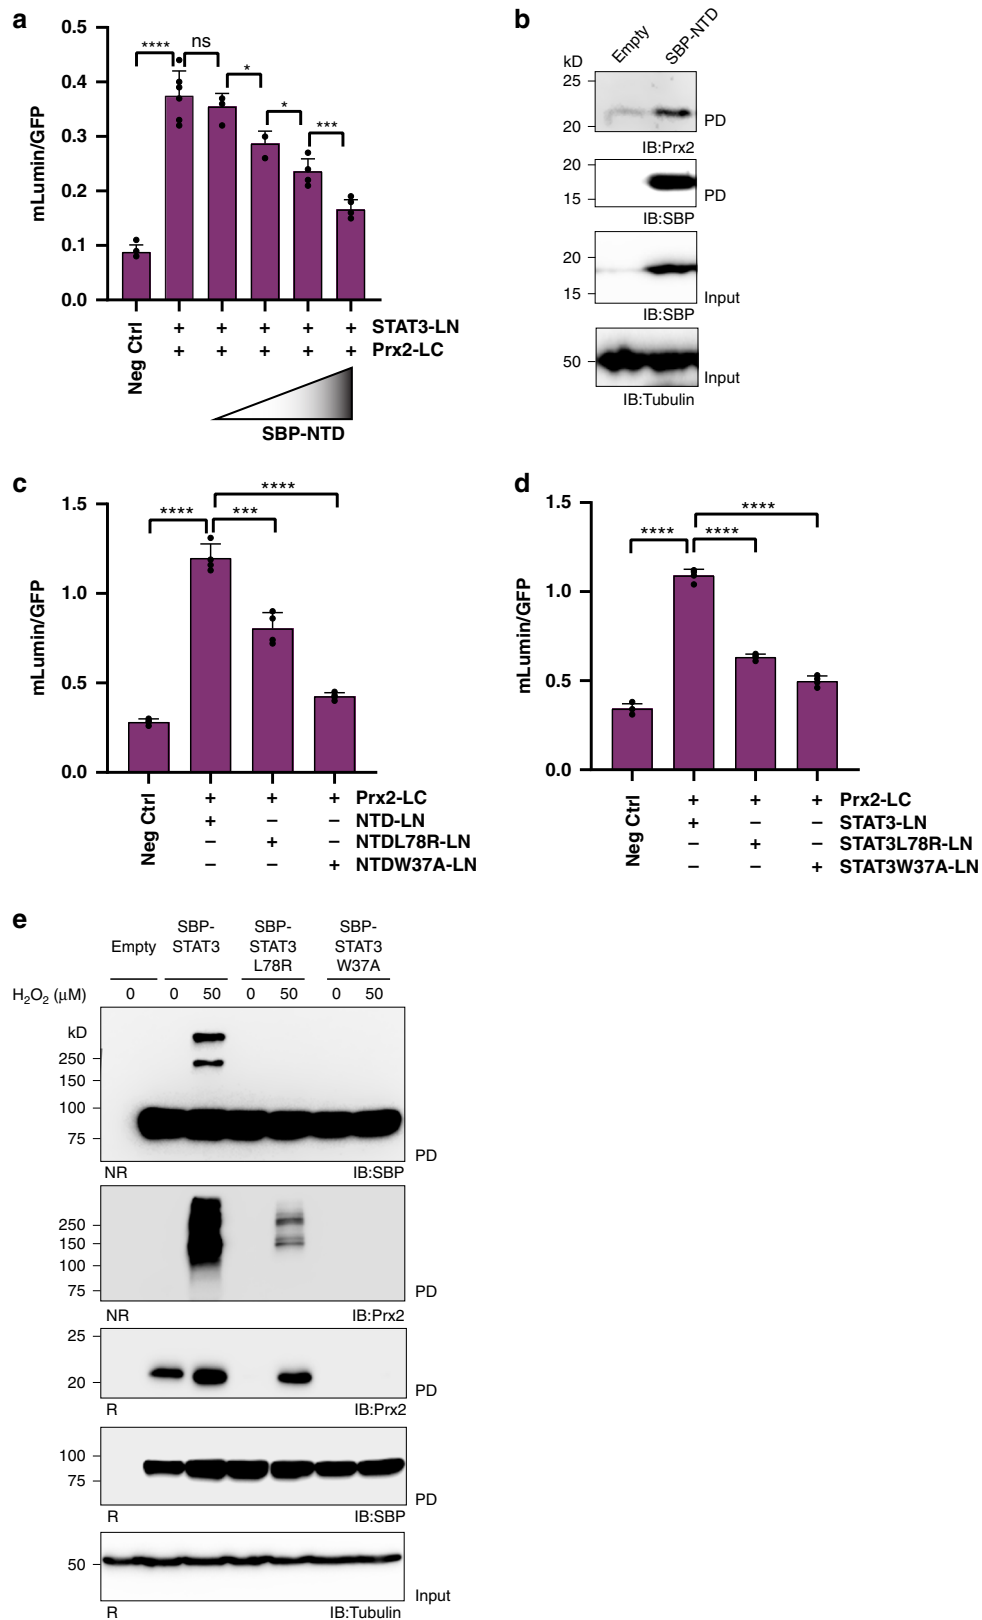 a
mLumin/GFP
0.5
0.4
0.3
0.2
0.1
0.0
**** ns * * ***
Neg Ctrl
+ + + + + STAT3-LN
+ + + + + Prx2-LC
SBP-NTD
b
Empty SBP-NTD
kD
25
20
PD
IB:Prx2
20
15
PD
IB:SBP
20
15
Input
IB:SBP
50
Input
IB:Tubulin
c
mLumin/GFP
1.5
1.0
0.5
0.0
****
**** ***
Neg Ctrl
+ + + Prx2-LC
+ − − NTD-LN
− + − NTDL78R-LN
− − + NTDW37A-LN
d
mLumin/GFP
1.5
1.0
0.5
0.0
****
**** ****
Neg Ctrl
+ + + Prx2-LC
+ − − STAT3-LN
− + − STAT3L78R-LN
− − + STAT3W37A-LN
e
Empty
SBP-
STAT3
SBP-
STAT3
L78R
SBP-
STAT3
W37A
H₂O₂ (μM) 0 0 50 0 50 0 50
kD
250
150
100
75
PD
NR IB:SBP
250
150
100
75
PD
NR IB:Prx2
25
20
PD
R IB:Prx2
100
75
PD
R IB:SBP
50
Input
R IB:Tubulin